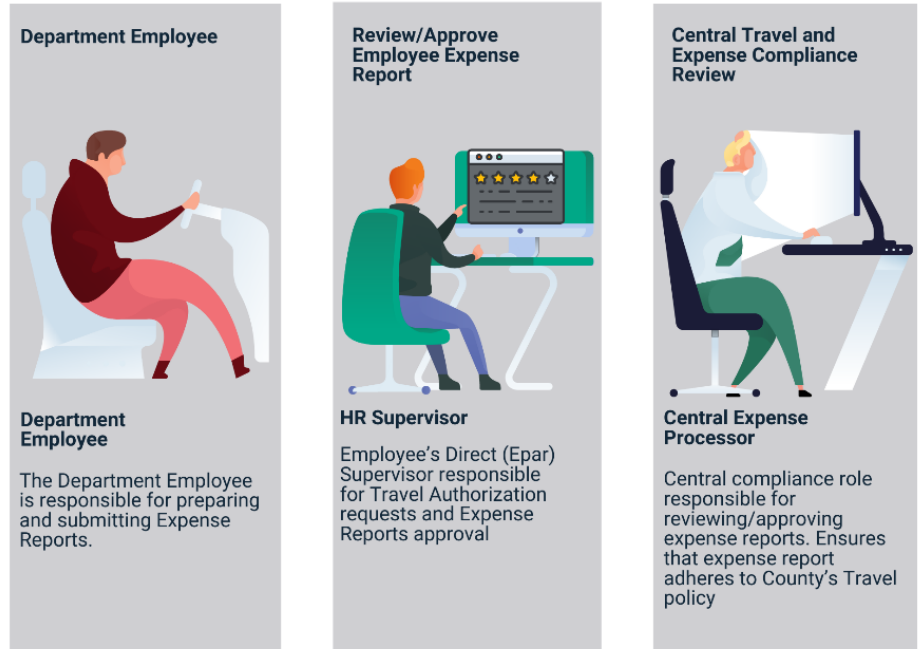 Department Employee
Department
Employee
The Department Employee
is responsible for preparing
and submitting Expense
Reports.
Review/Approve
Employee Expense
Report
HR Supervisor
Employee’s Direct (Epar)
Supervisor responsible
for Travel Authorization
requests and Expense
Reports approval
Central Travel and
Expense Compliance
Review
Central Expense
Processor
Central compliance role
responsible for
reviewing/approving
expense reports. Ensures
that expense report
adheres to County’s Travel
policy